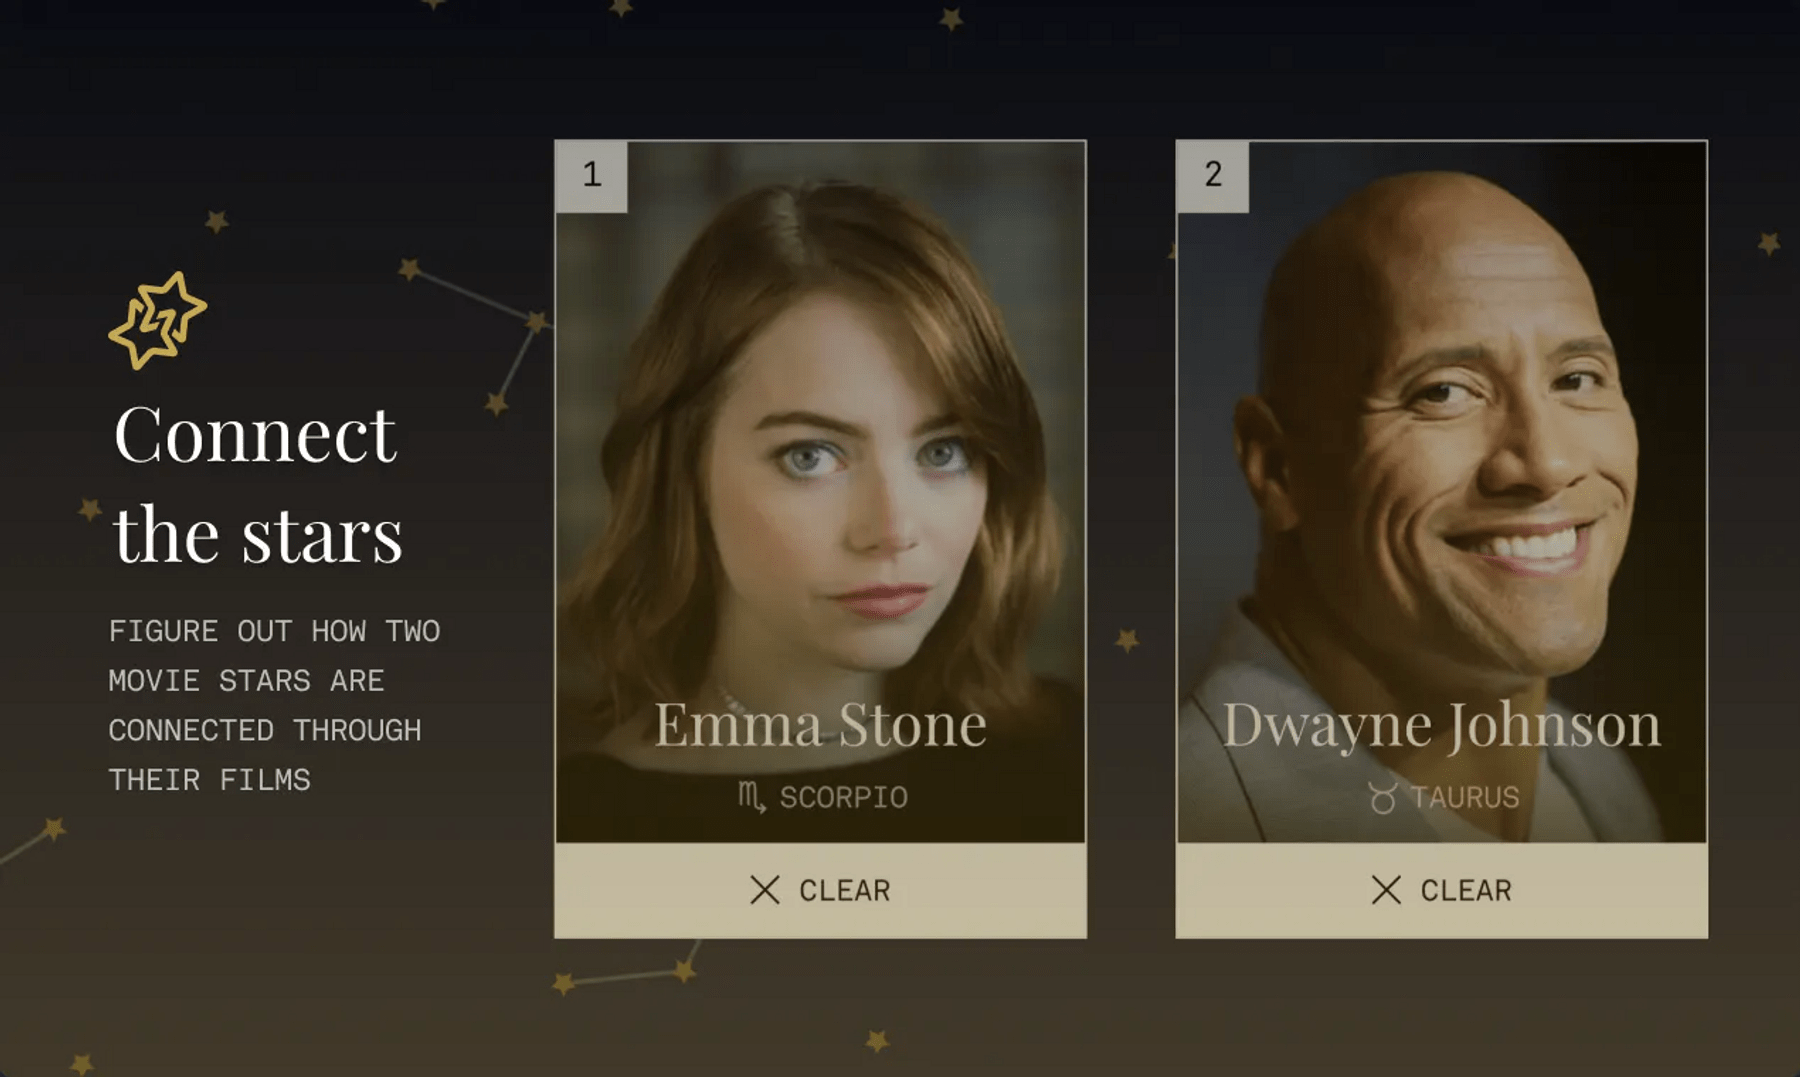 Connect
the stars
FIGURE OUT HOW TWO
MOVIE STARS ARE
CONNECTED THROUGH
THEIR FILMS
1
Emma Stone
♏ SCORPIO
✕ CLEAR
2
Dwayne Johnson
♉ TAURUS
✕ CLEAR